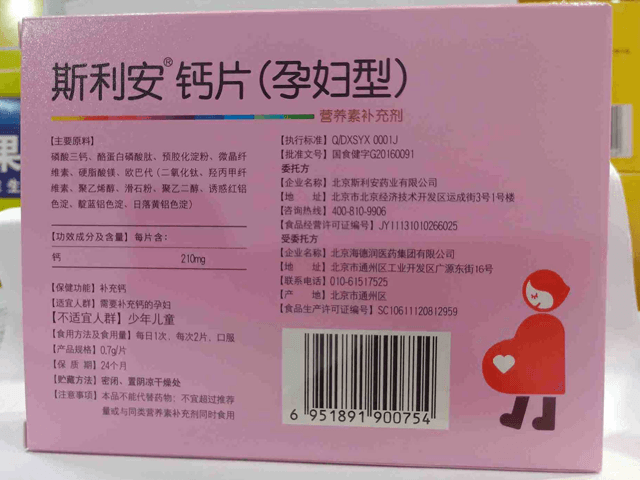 斯利安®钙片(孕妇型)
营养素补充剂
【主要原料】
磷酸三钙、酪蛋白磷酸肽、预胶化淀粉、微晶纤
维素、硬脂酸镁、欧巴代(二氧化钛、羟丙甲纤
维素、聚乙烯醇、滑石粉、聚乙二醇、诱惑红铝
色淀、靛蓝铝色淀、日落黄铝色淀)
【功效成分及含量】每片含:
钙 210mg
【保健功能】补充钙
【适宜人群】需要补充钙的孕妇
【不适宜人群】少年儿童
【食用方法及食用量】每日1次,每次2片,口服
【产品规格】0.7g/片
【保 质 期】24个月
【贮藏方法】密闭、置阴凉干燥处
【注意事项】本品不能代替药物;不宜超过推荐
量或与同类营养素补充剂同时食用
【执行标准】Q/DXSYX 0001J
【批准文号】国食健字G20160091
委托方
【企业名称】北京斯利安药业有限公司
【地 址】北京市北京经济技术开发区运成街3号1号楼
【咨询热线】400-810-9906
【食品经营许可证编号】JY11131010266025
受委托方
【企业名称】北京海德润医药集团有限公司
【地 址】北京市通州区工业开发区广源东街16号
【联系电话】010-61517525
【产 地】北京市通州区
【食品生产许可证编号】SC10611120812959
6 951891 900754
果